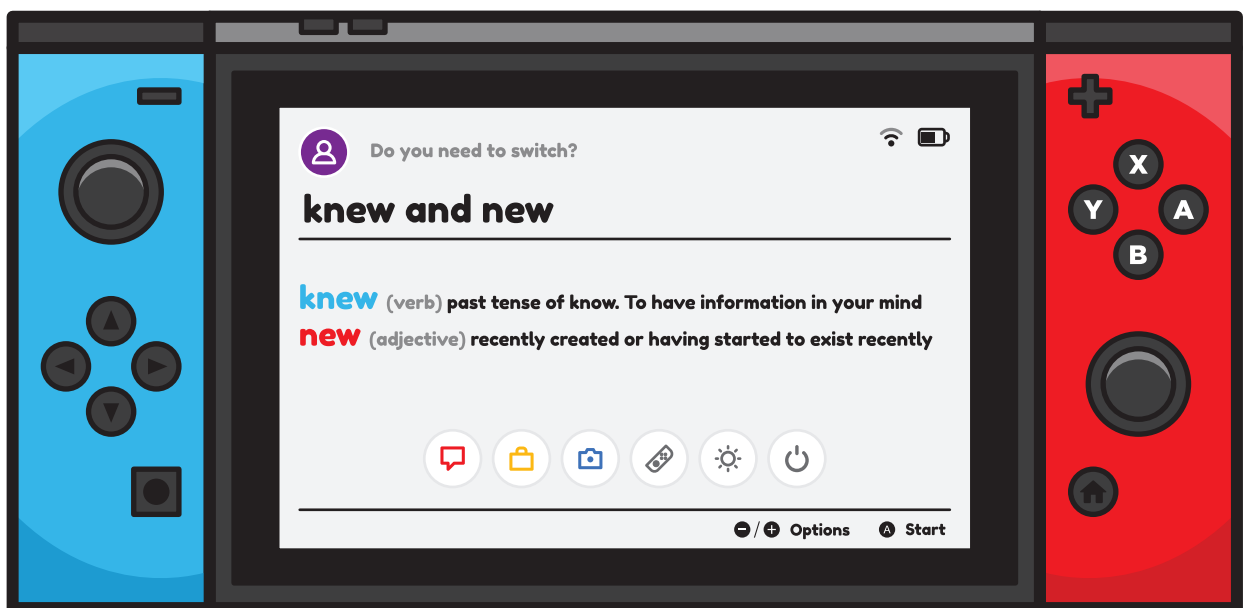 Do you need to switch?
knew and new
knew (verb) past tense of know. To have information in your mind
new (adjective) recently created or having started to exist recently
X
Y A
B
−/+ Options A Start